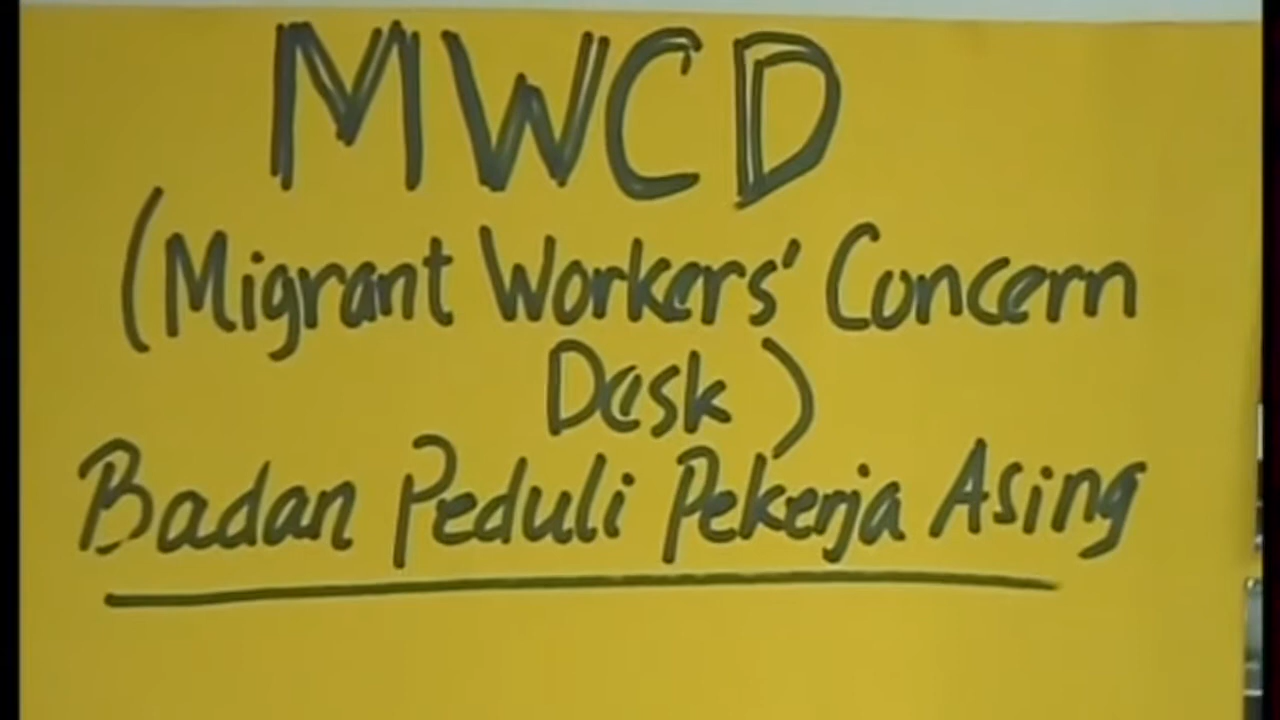 MWCD
(Migrant Workers' Concern
Desk)
Badan Peduli Pekerja Asing